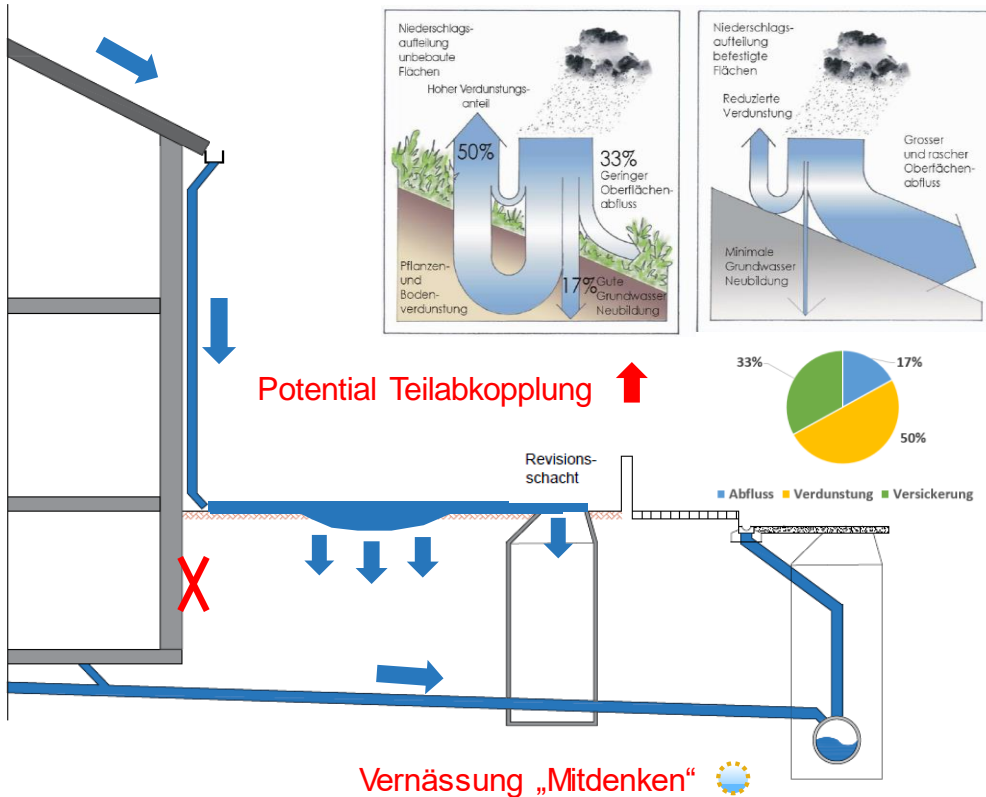 Niederschlags-
aufteilung
unbebaute
Flächen
Hoher Verdunstungs-
anteil
50%
33%
Geringer
Oberflächen-
abfluss
Pflanzen-
und
Boden-
verdunstung
17%
Gute
Grundwasser
Neubildung
Niederschlags-
aufteilung
befestigte
Flächen
Reduzierte
Verdunstung
Grosser
und rascher
Oberfächen-
abfluss
Minimale
Grundwasser
Neubildung
Potential Teilabkopplung
33%
17%
50%
Abfluss Verdunstung Versickerung
Revisions-
schacht
Vernässung „Mitdenken“